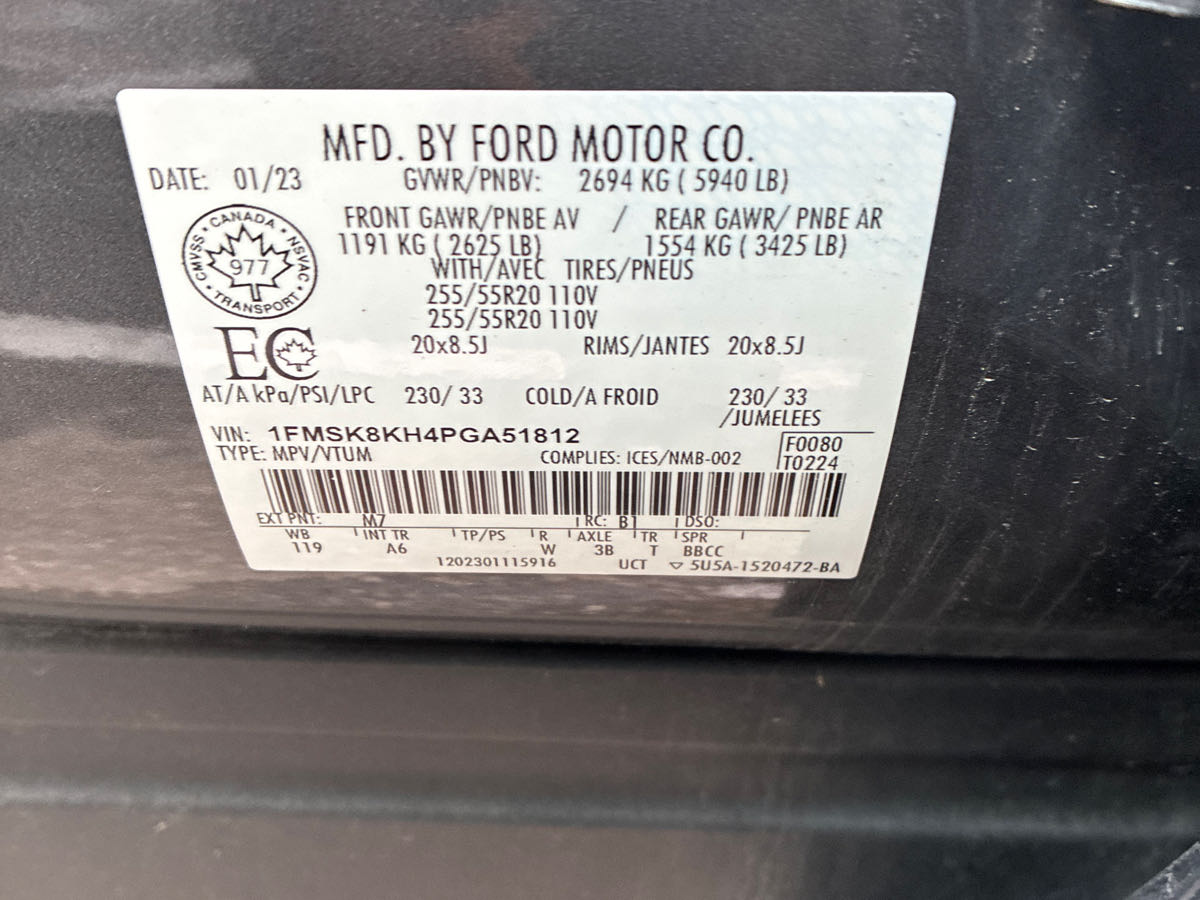 MFD. BY FORD MOTOR CO.
DATE: 01/23 GVWR/PNBV: 2694 KG ( 5940 LB)
FRONT GAWR/PNBE AV / REAR GAWR/ PNBE AR
1191 KG ( 2625 LB) 1554 KG ( 3425 LB)
WITH/AVEC TIRES/PNEUS
255/55R20 110V
255/55R20 110V
CANADA
CMVSS · NSVAC
977
TRANSPORT
EC
20x8.5J RIMS/JANTES 20x8.5J
AT/A kPa/PSI/LPC 230/ 33 COLD/A FROID 230/ 33
/JUMELEES
VIN: 1FMSK8KH4PGA51812
F0080
TYPE: MPV/VTUM COMPLIES: ICES/NMB-002 T0224
EXT PNT: M7 RC: B1 DSO:
WB INT TR TP/PS R AXLE TR SPR
119 A6 W 3B T BBCC
1202301115916 UCT ▽ 5U5A-1520472-BA